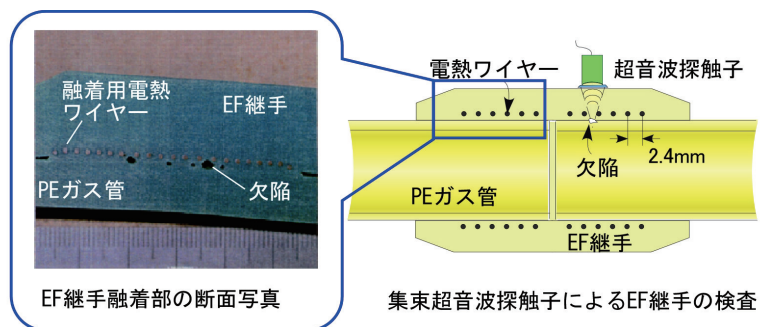 融着用電熱
ワイヤー
EF継手
PEガス管
欠陥
EF継手融着部の断面写真
電熱ワイヤー
超音波探触子
欠陥
2.4mm
PEガス管
EF継手
集束超音波探触子によるEF継手の検査